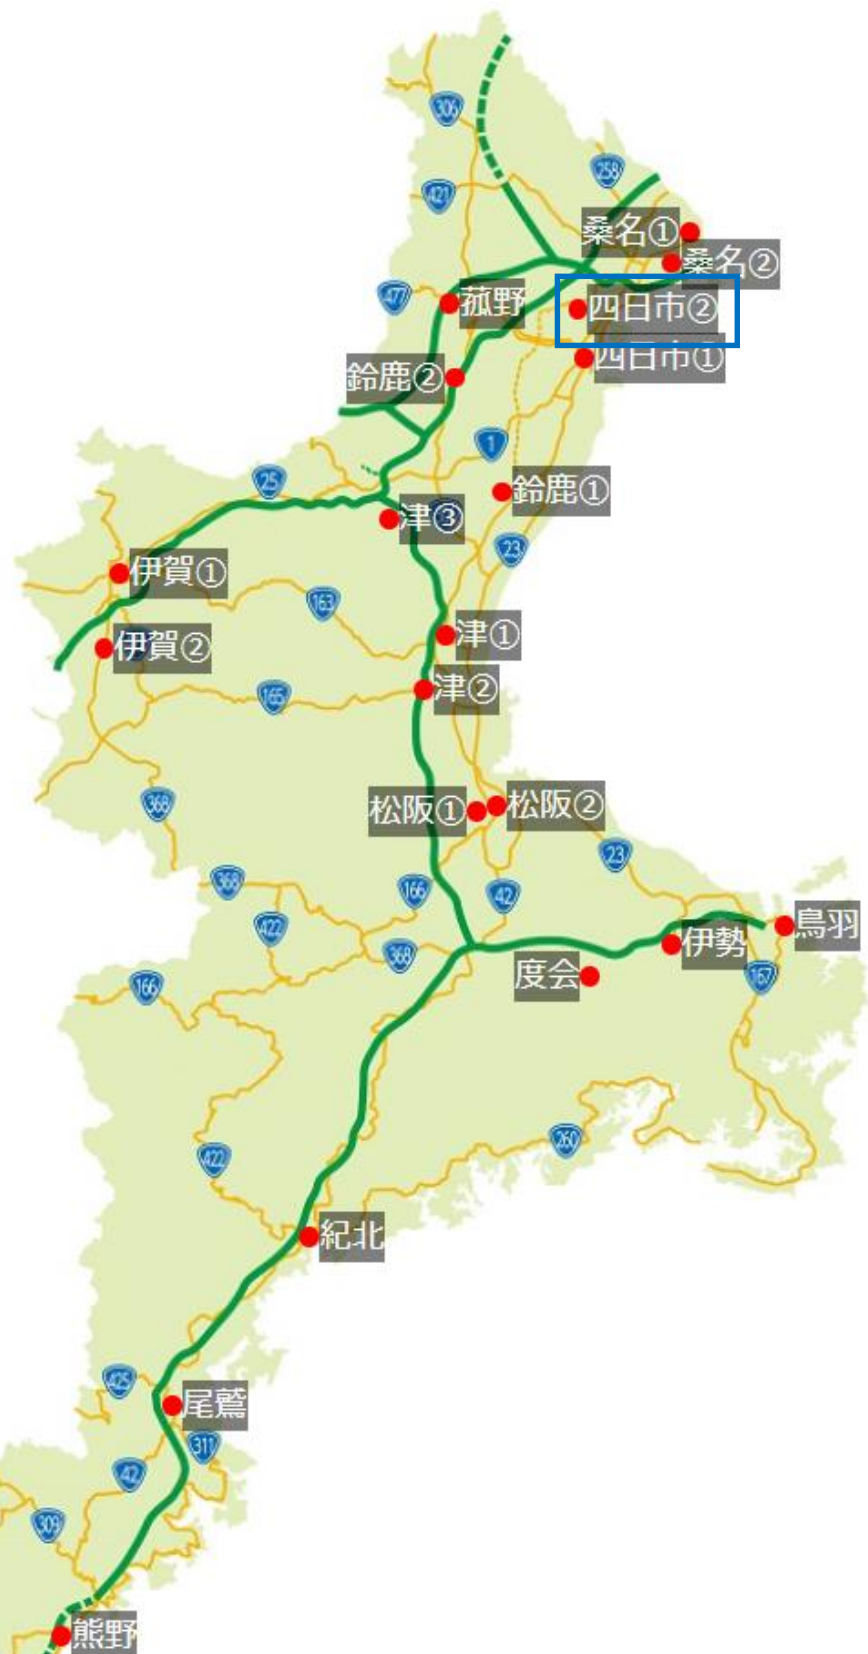 306
258
421
桑名①
桑名②
477
菰野
四日市②
四日市①
鈴鹿②
1
25
鈴鹿①
津③
23
伊賀①
163
津①
伊賀②
165
津②
368
松阪①
松阪②
23
368
166
42
422
鳥羽
伊勢
368
度会
167
166
260
422
紀北
425
尾鷲
311
42
309
熊野